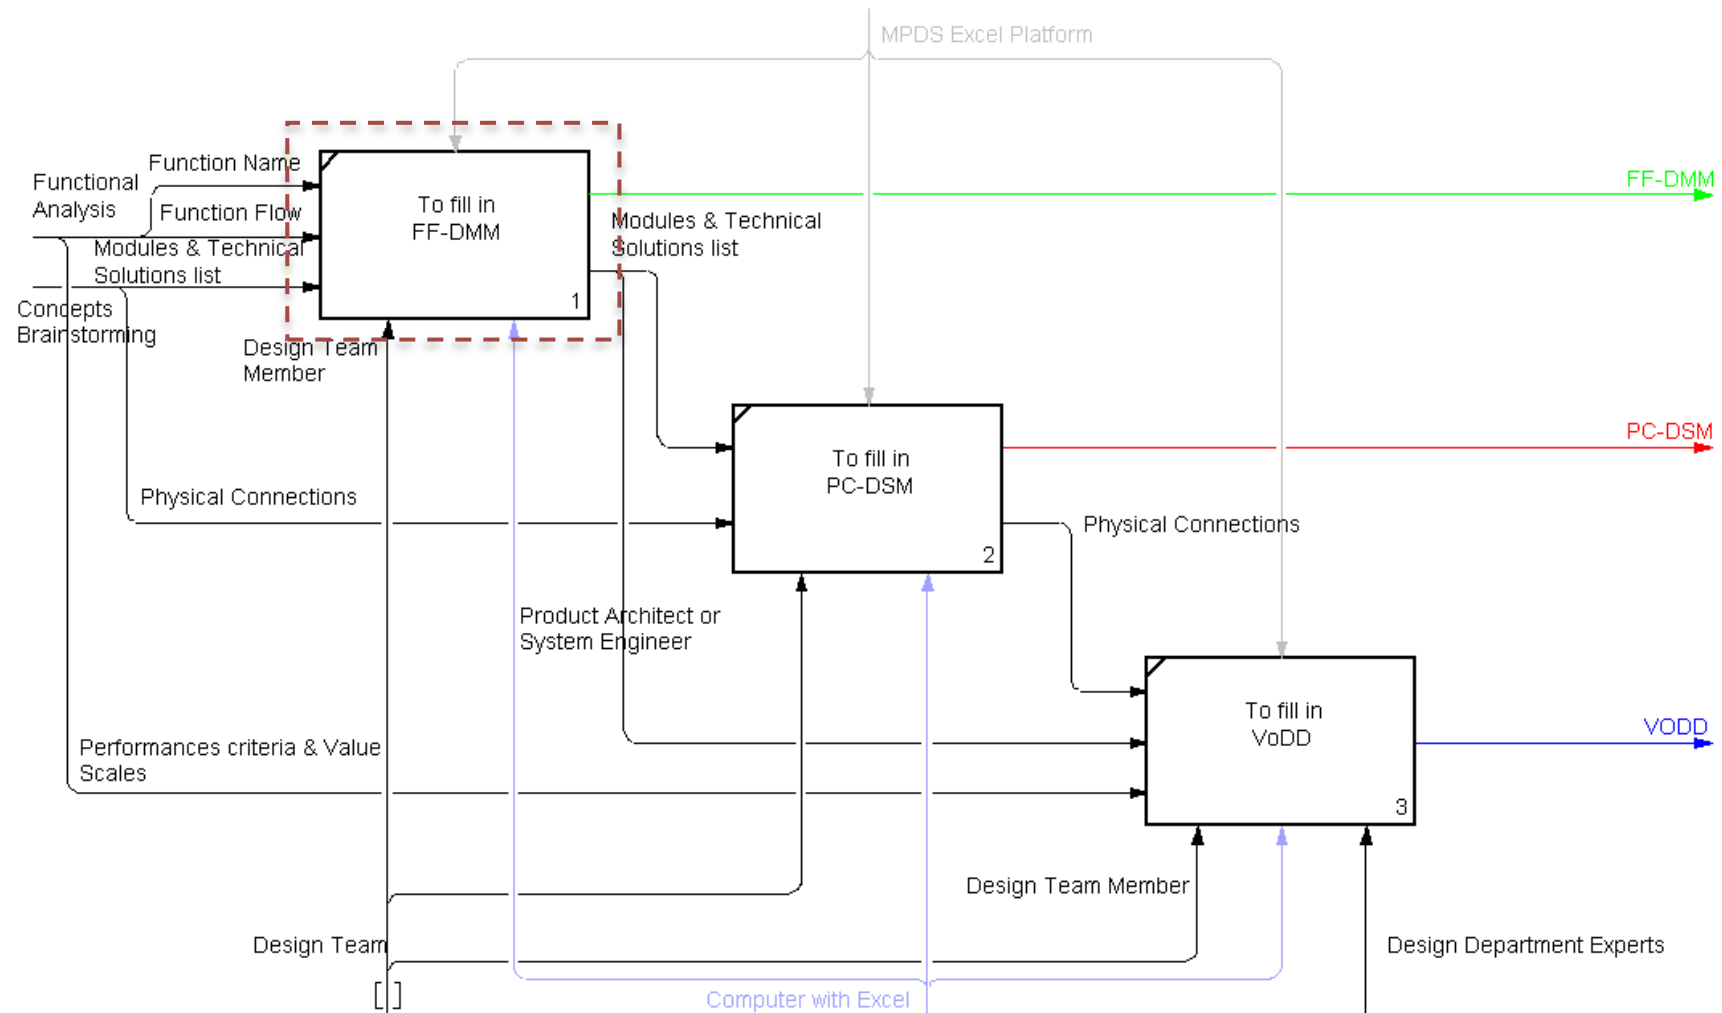 MPDS Excel Platform
Function Name
Functional
Analysis
Function Flow
Modules & Technical
Solutions list
Concepts
Brainstorming
To fill in
FF-DMM
1
FF-DMM
Modules & Technical
Solutions list
Design Team
Member
To fill in
PC-DSM
2
PC-DSM
Physical Connections
Physical Connections
Product Architect or
System Engineer
To fill in
VoDD
3
VODD
Performances criteria & Value
Scales
Design Team Member
Design Team
Design Department Experts
[ ]
Computer with Excel